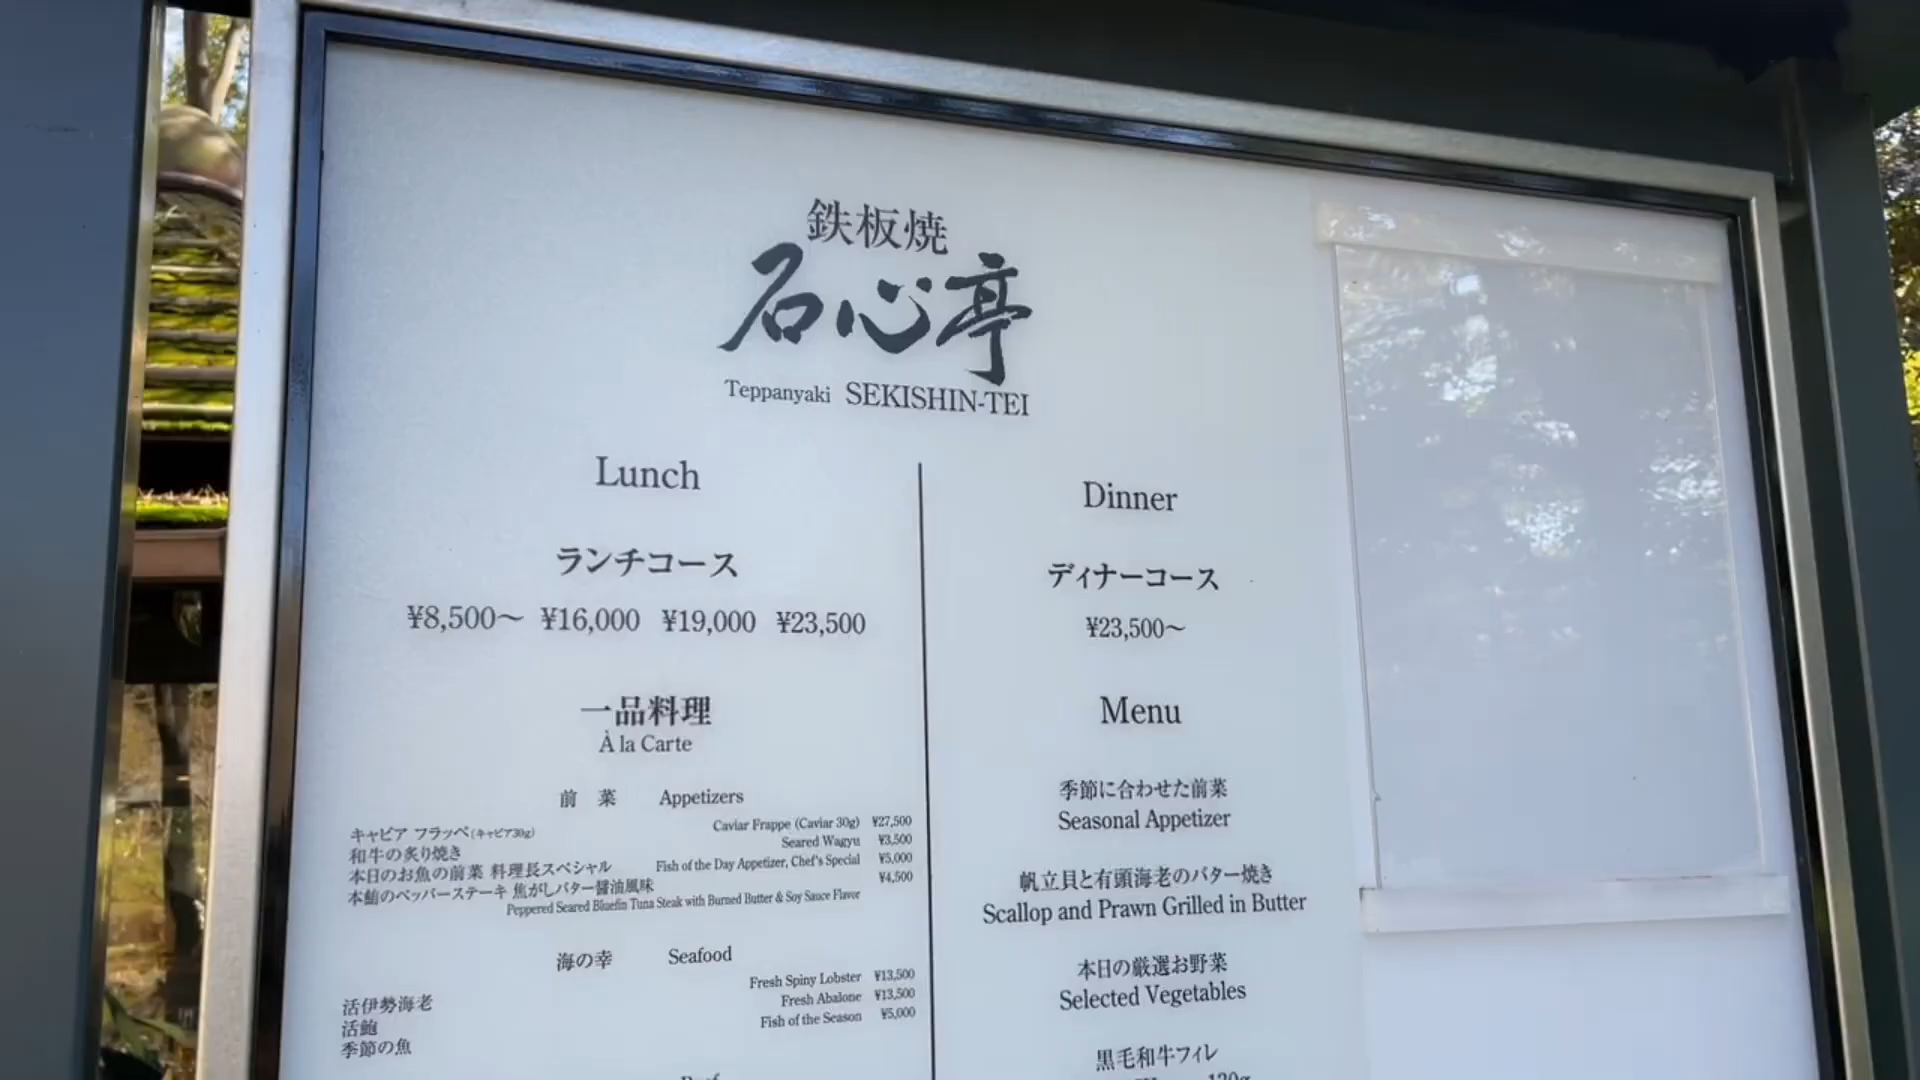 鉄板焼
石心亭
Teppanyaki SEKISHIN-TEI
Lunch
ランチコース
¥8,500〜 ¥16,000 ¥19,000 ¥23,500
一品料理
À la Carte
前 菜 Appetizers
キャビア フラッペ(キャビア30g) Caviar Frappe (Caviar 30g) ¥27,500
和牛の炙り焼き Seared Wagyu ¥3,500
本日のお魚の前菜 料理長スペシャル Fish of the Day Appetizer, Chef's Special ¥5,000
本鮪のペッパーステーキ 焦がしバター醤油風味 ¥4,500
Peppered Seared Bluefin Tuna Steak with Burned Butter & Soy Sauce Flavor
海の幸 Seafood
活伊勢海老 Fresh Spiny Lobster ¥13,500
活鮑 Fresh Abalone ¥13,500
季節の魚 Fish of the Season ¥5,000
Dinner
ディナーコース
¥23,500〜
Menu
季節に合わせた前菜
Seasonal Appetizer
帆立貝と有頭海老のバター焼き
Scallop and Prawn Grilled in Butter
本日の厳選お野菜
Selected Vegetables
黒毛和牛フィレ